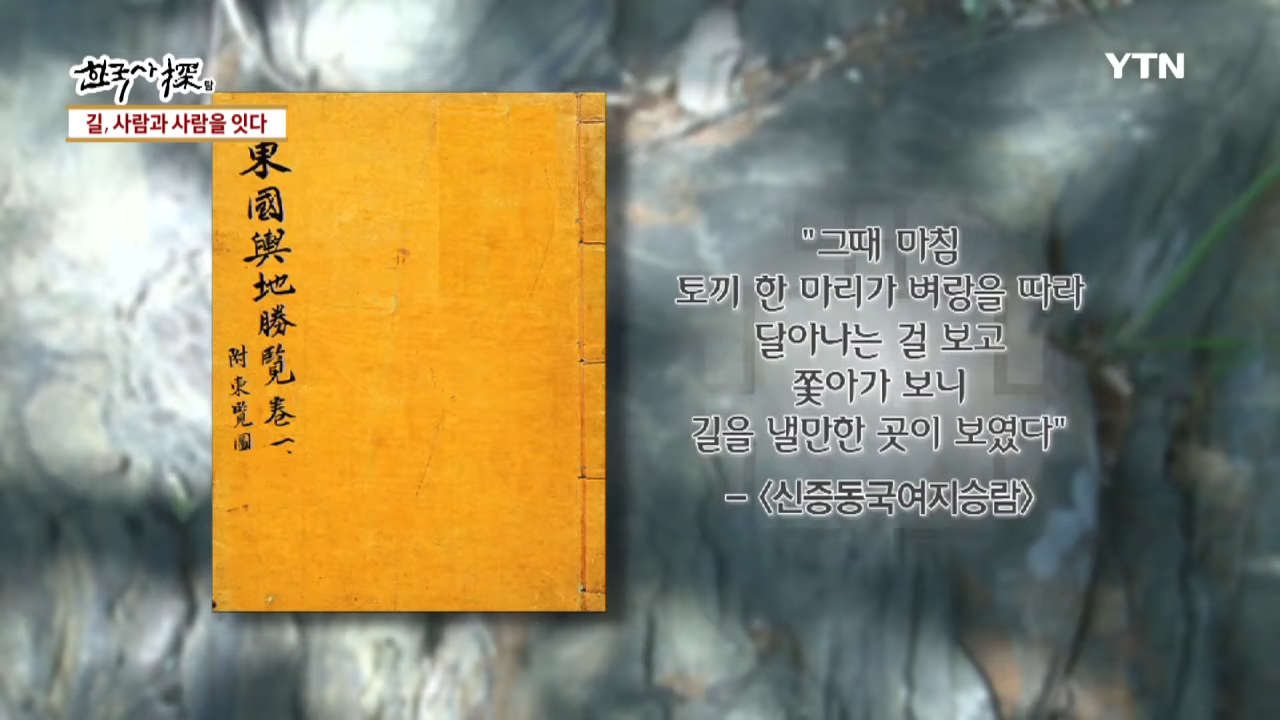 한국사 探 탐
길, 사람과 사람을 잇다
YTN
東國輿地勝覽 卷一
附東覽圖
"그때 마침
토끼 한 마리가 벼랑을 따라
달아나는 걸 보고
쫓아가 보니
길을 낼만한 곳이 보였다"
- <신증동국여지승람>